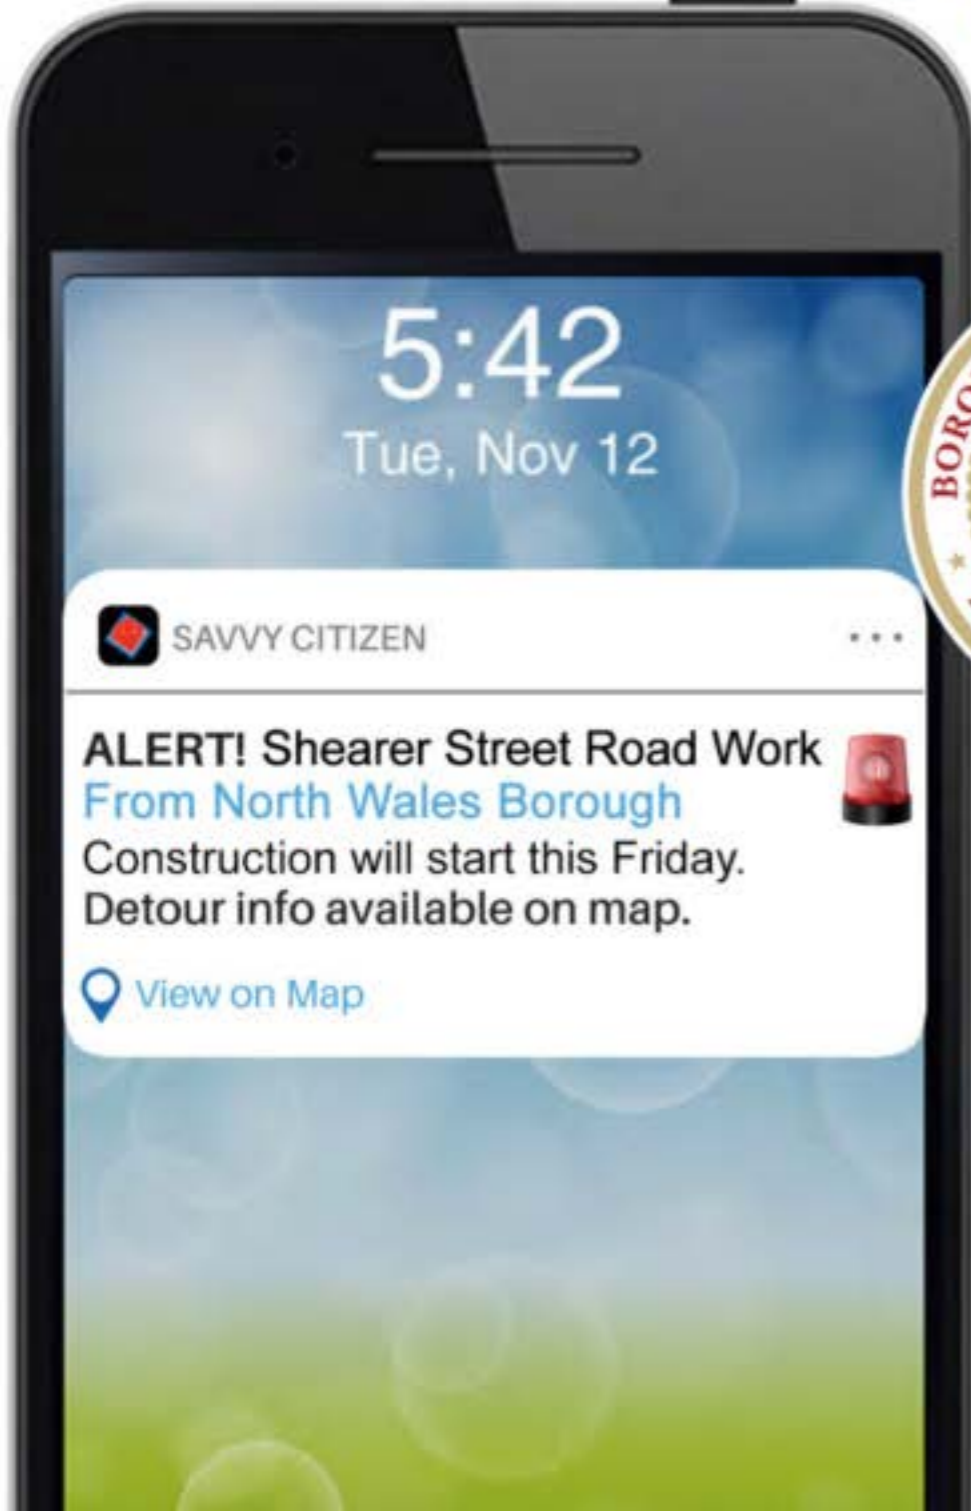 5:42
Tue, Nov 12
SAVVY CITIZEN
ALERT! Shearer Street Road Work
From North Wales Borough
Construction will start this Friday.
Detour info available on map.
View on Map